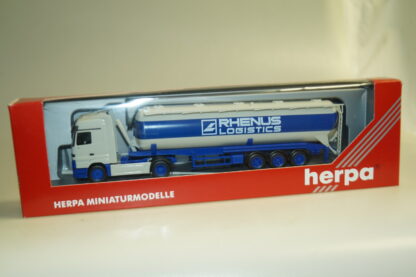 RHENUS
LOGISTICS
HERPA MINIATURMODELLE
herpa